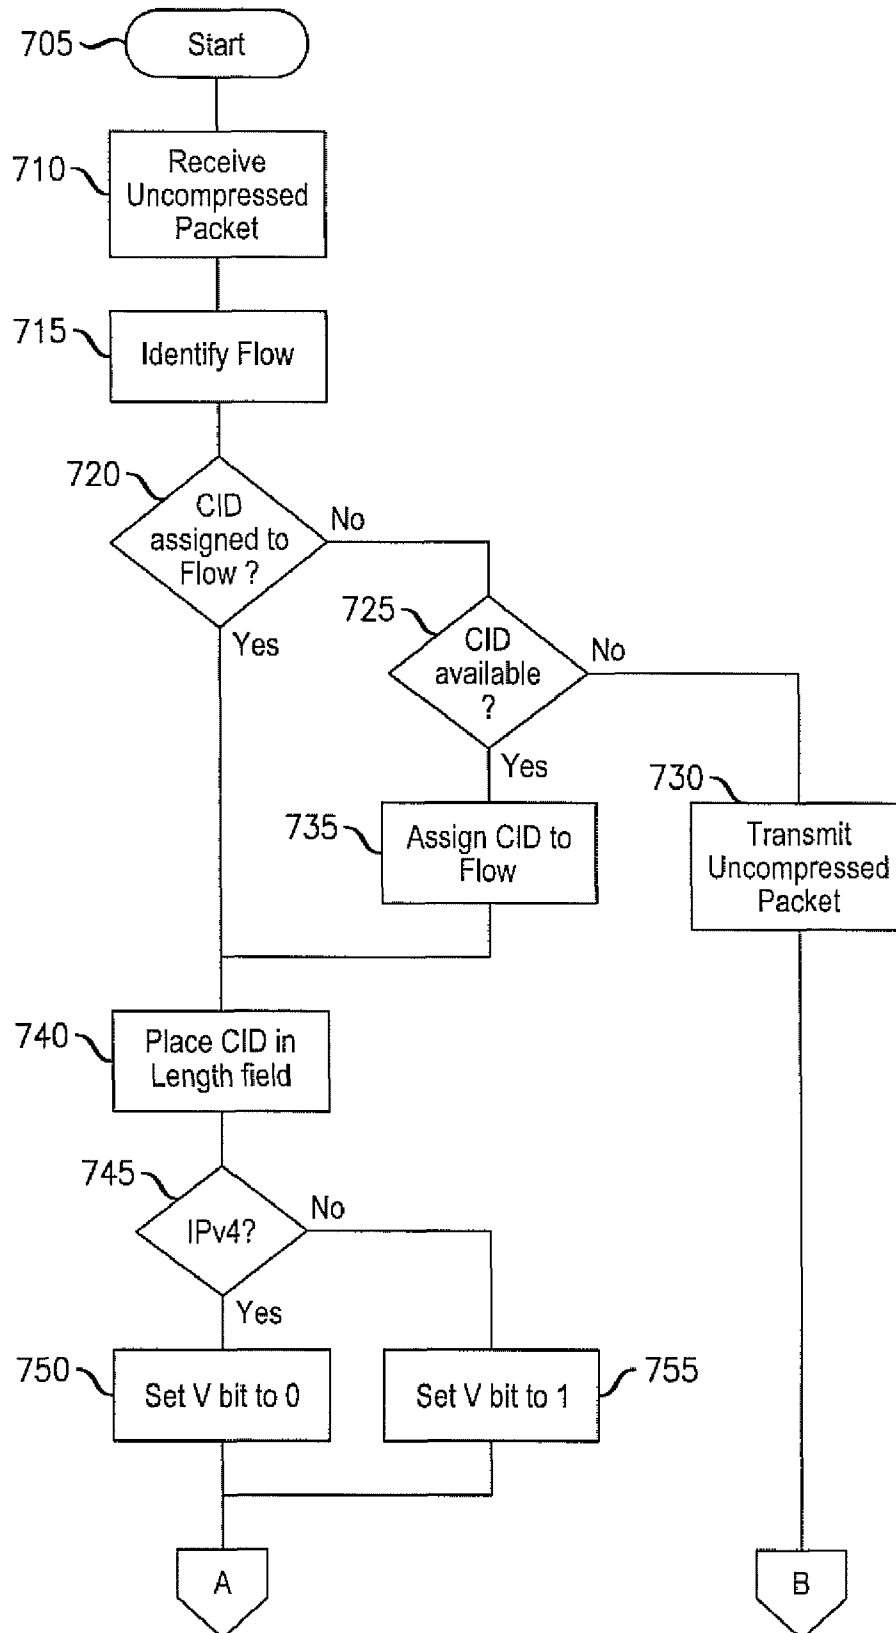 705
Start
710
Receive
Uncompressed
Packet
715
Identify Flow
720
CID
assigned to
Flow ?
No
Yes
725
CID
available
?
No
Yes
730
Transmit
Uncompressed
Packet
735
Assign CID to
Flow
740
Place CID in
Length field
745
IPv4?
No
Yes
750
Set V bit to 0
Set V bit to 1
755
A
B